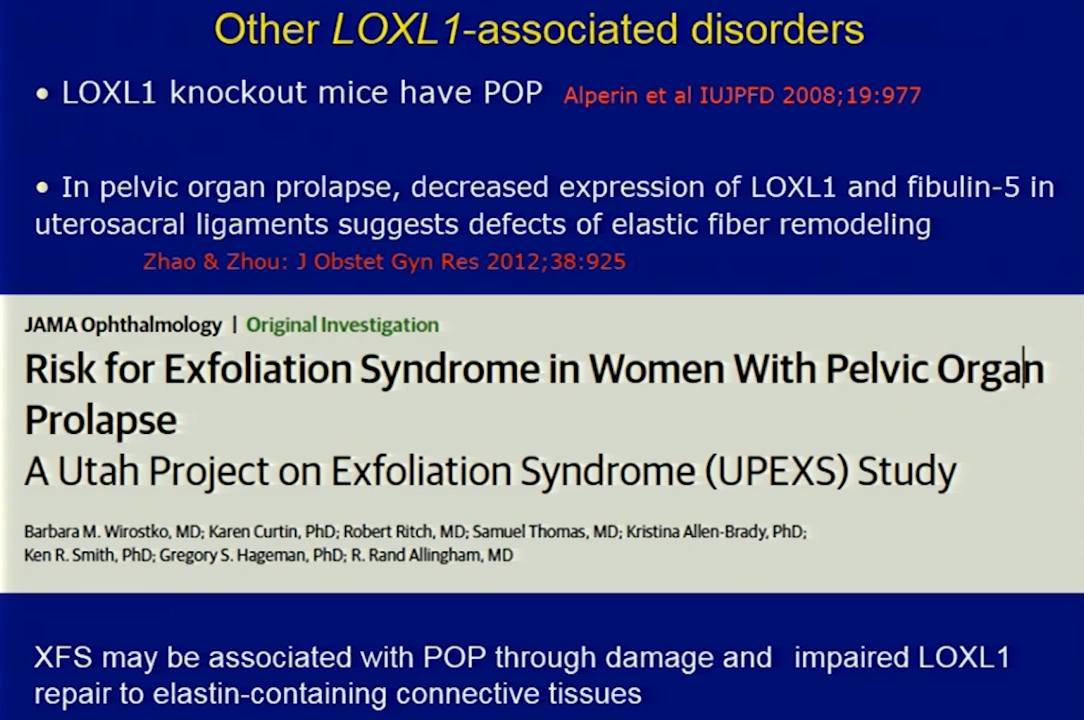 Other LOXL1-associated disorders
• LOXL1 knockout mice have POP Alperin et al IUJPFD 2008;19:977
• In pelvic organ prolapse, decreased expression of LOXL1 and fibulin-5 in
uterosacral ligaments suggests defects of elastic fiber remodeling
Zhao & Zhou: J Obstet Gyn Res 2012;38:925
JAMA Ophthalmology | Original Investigation
Risk for Exfoliation Syndrome in Women With Pelvic Organ
Prolapse
A Utah Project on Exfoliation Syndrome (UPEXS) Study
Barbara M. Wirostko, MD; Karen Curtin, PhD; Robert Ritch, MD; Samuel Thomas, MD; Kristina Allen-Brady, PhD;
Ken R. Smith, PhD; Gregory S. Hageman, PhD; R. Rand Allingham, MD
XFS may be associated with POP through damage and impaired LOXL1
repair to elastin-containing connective tissues